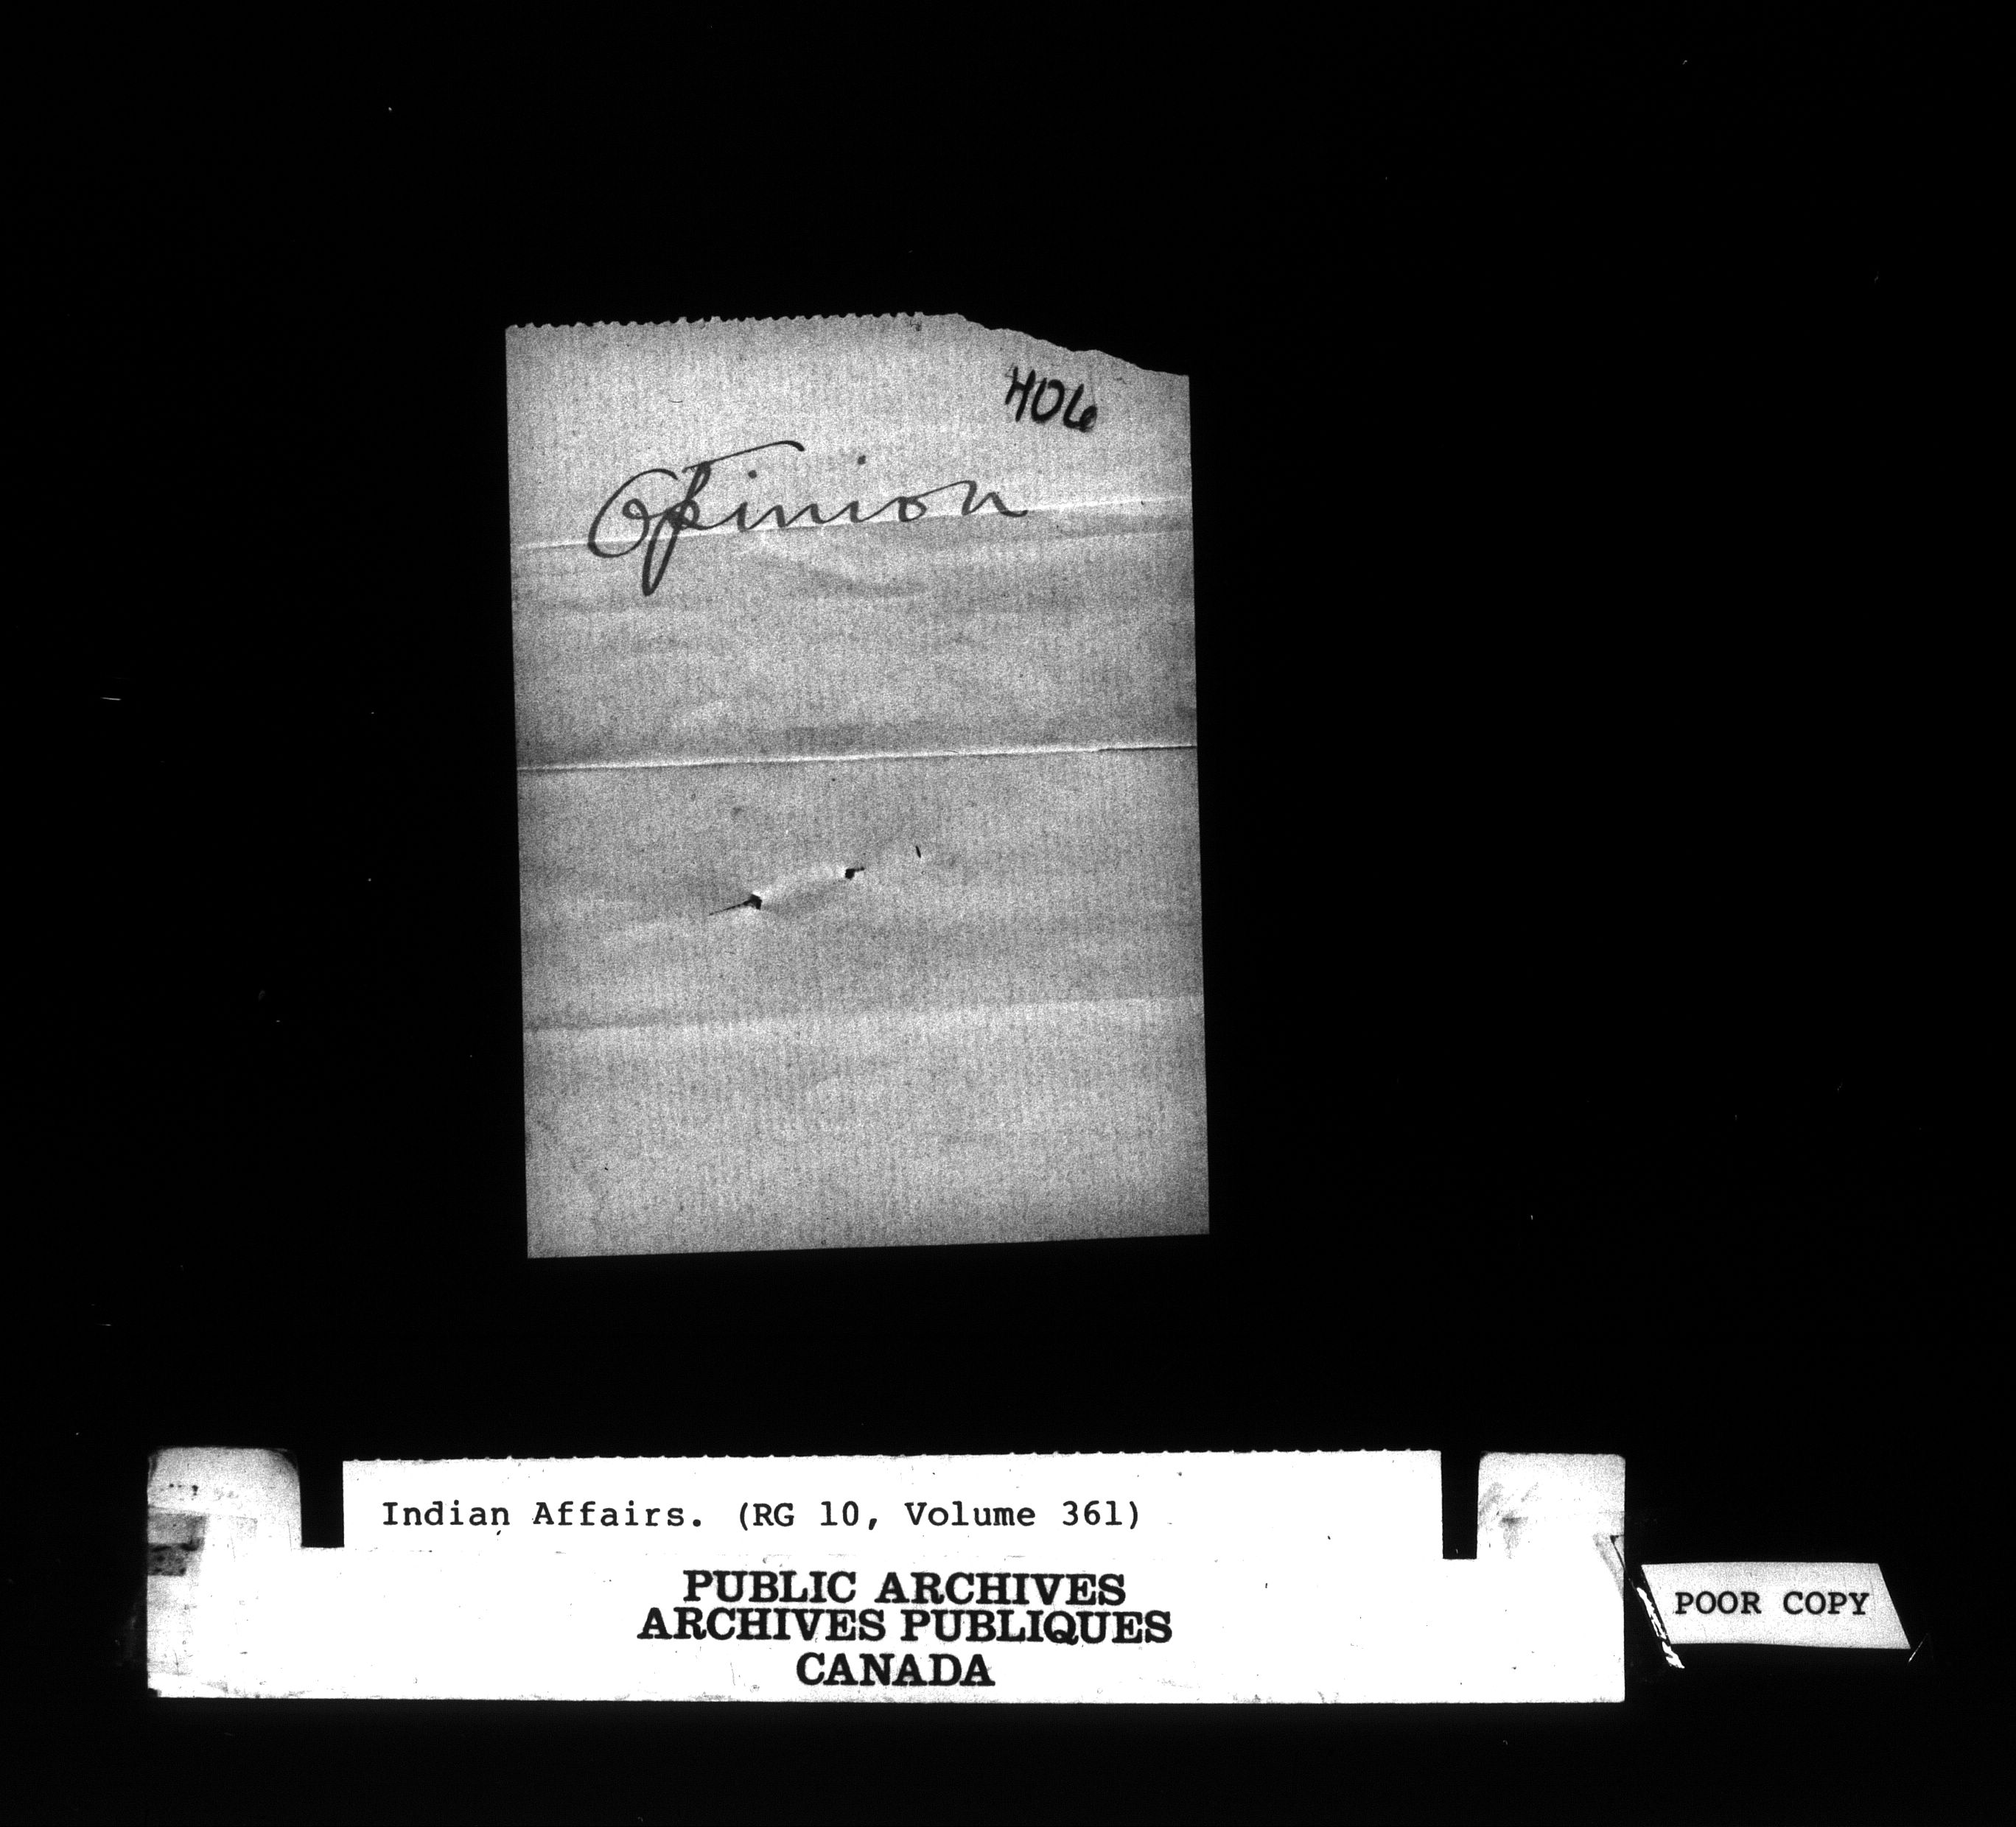 406
Opinion
Indian Affairs. (RG 10, Volume 361)
PUBLIC ARCHIVES
ARCHIVES PUBLIQUES
CANADA
POOR COPY